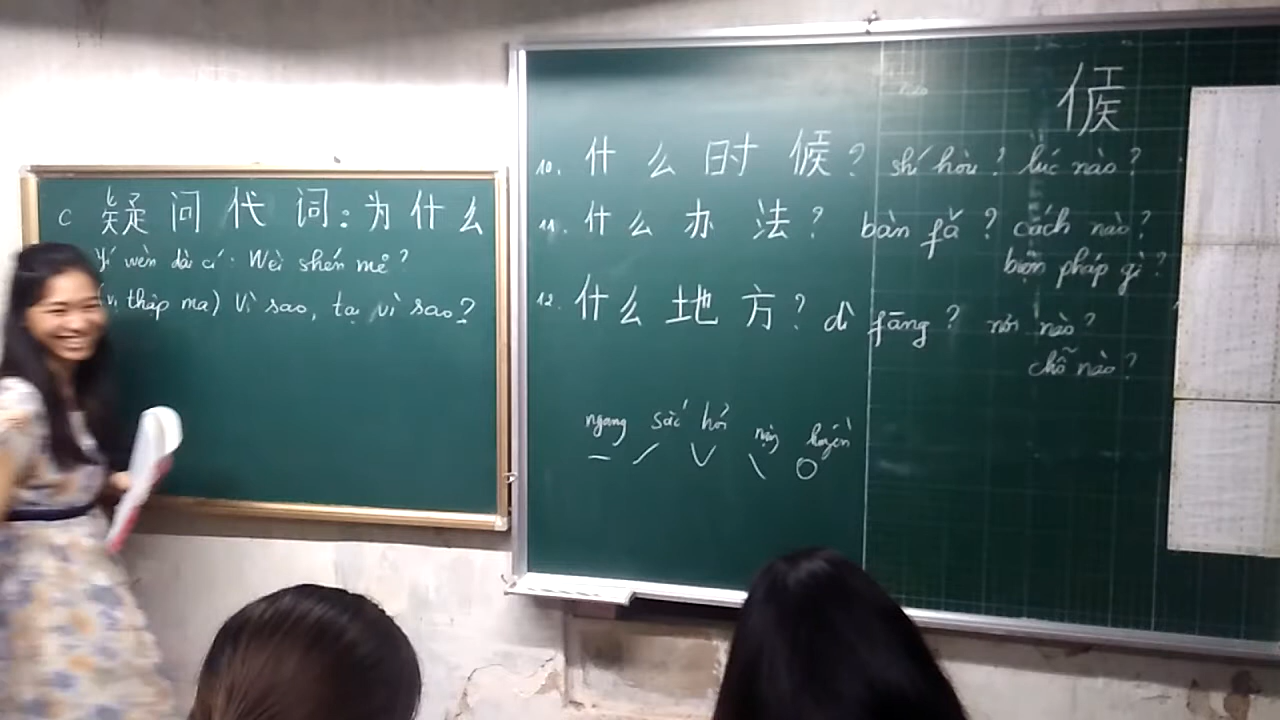 C 疑问代词:为什么
Yí wèn dài cí: Wèi shén me?
(vị thập ma) Vì sao, tại vì sao?
候
10. 什么时候? shí hòu? lúc nào?
11. 什么办法? bàn fǎ? cách nào?
biện pháp gì?
12. 什么地方? dì fāng? nơi nào?
chỗ nào?
ngang sắc hỏi nặng huyền